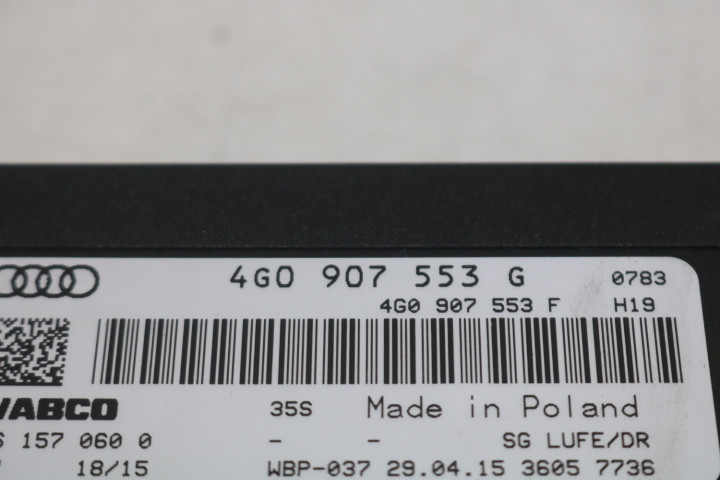 4G0 907 553 G 0783
4G0 907 553 F H19
WABCO 35S Made in Poland
S 157 060 0 - - SG LUFE/DR
18/15 WBP-037 29.04.15 3605 7736